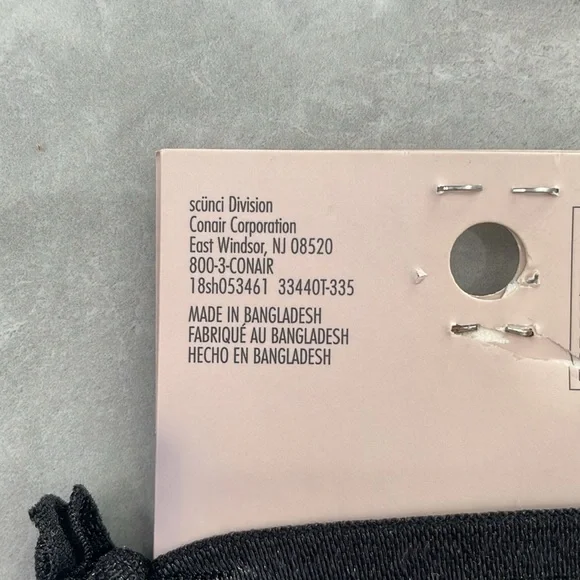 scünci Division
Conair Corporation
East Windsor, NJ 08520
800-3-CONAIR
18sh053461 33440T-335
MADE IN BANGLADESH
FABRIQUÉ AU BANGLADESH
HECHO EN BANGLADESH